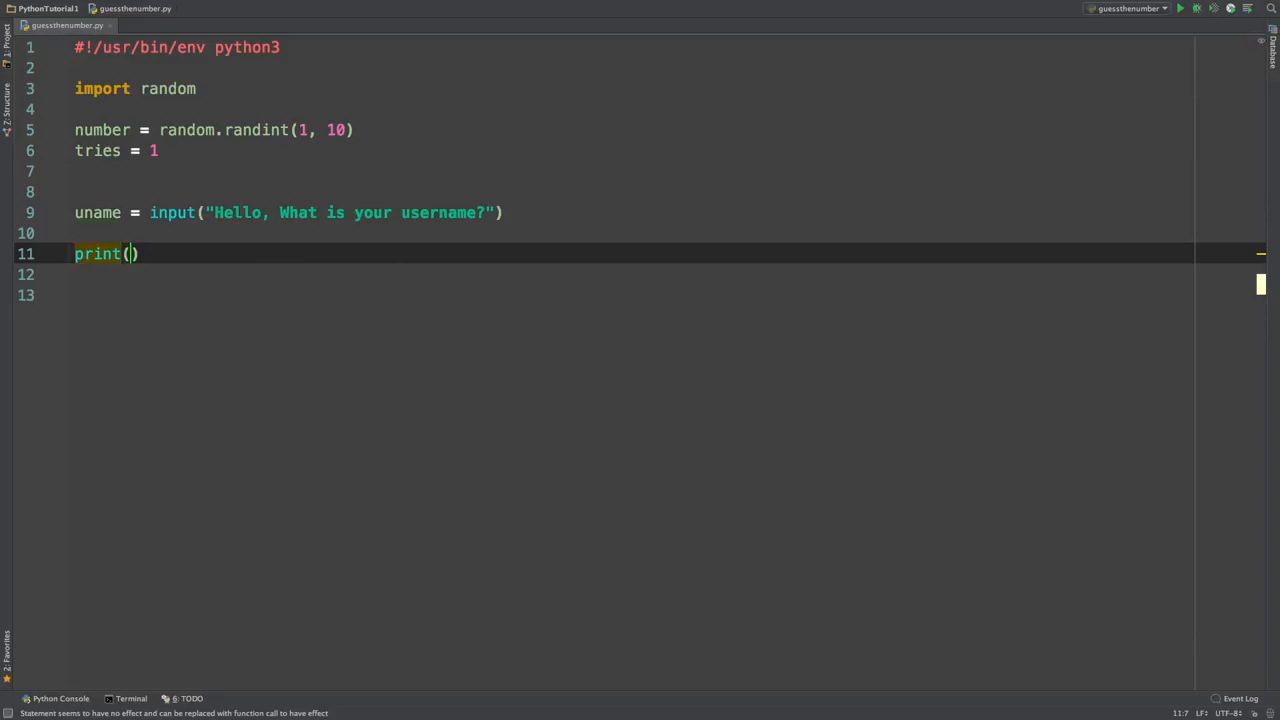 PythonTutorial1 guessthenumber.py guessthenumber
guessthenumber.py
1: Project
Z: Structure
2: Favorites
Database
1 #!/usr/bin/env python3
2
3 import random
4
5 number = random.randint(1, 10)
6 tries = 1
7
8
9 uname = input("Hello, What is your username?")
10
11 print()
12
13
Python Console Terminal 6: TODO Event Log
Statement seems to have no effect and can be replaced with function call to have effect 11:7 LF÷ UTF-8÷